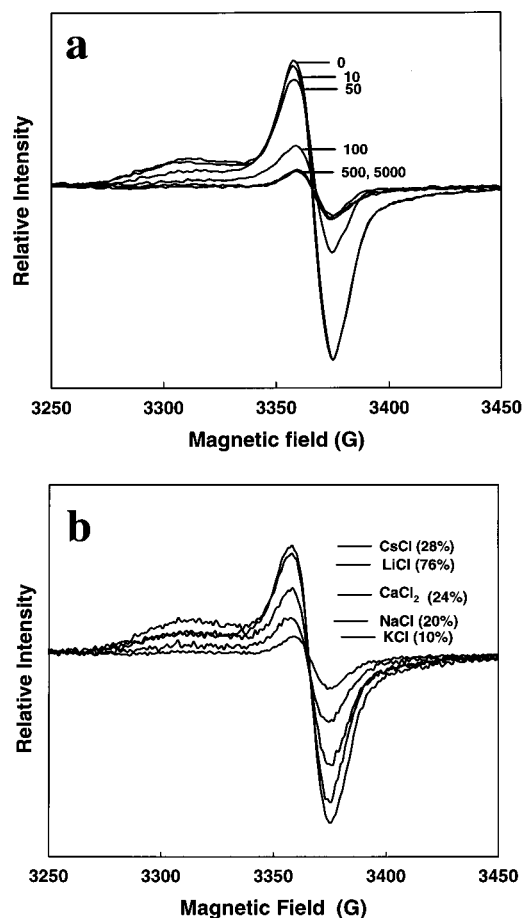 a
0
10
50
100
500, 5000
Relative Intensity
3250 3300 3350 3400 3450
Magnetic field (G)
b
CsCl (28%)
LiCl (76%)
CaCl₂ (24%)
NaCl (20%)
KCl (10%)
Relative Intensity
3250 3300 3350 3400 3450
Magnetic Field (G)